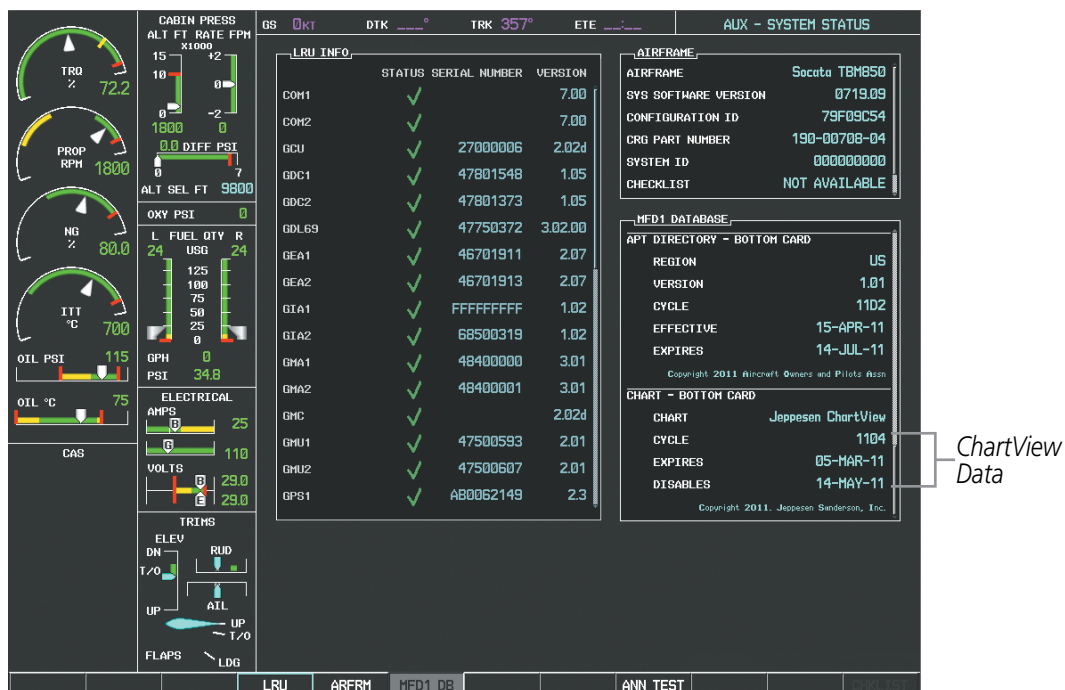 GS 0KT DTK ___° TRK 357° ETE __:__ AUX - SYSTEM STATUS
TRQ
%
72.2
PROP
RPM
1800
NG
%
80.0
ITT
°C
700
OIL PSI 115
OIL °C 75
CAS
CABIN PRESS
ALT FT RATE FPM
X1000
15 +2
10
0
0 -2
1800 0
0.0 DIFF PSI
0 7
ALT SEL FT 9800
OXY PSI 0
L FUEL QTY R
24 USG 24
125
100
75
50
25
0
GPH 0
PSI 34.8
ELECTRICAL
AMPS
B 25
G 110
VOLTS
B 29.0
E 29.0
TRIMS
ELEV
DN RUD
T/O
UP AIL
UP
T/O
FLAPS LDG
LRU INFO
STATUS SERIAL NUMBER VERSION
COM1 ✓ 7.00
COM2 ✓ 7.00
GCU ✓ 27000006 2.02d
GDC1 ✓ 47801548 1.05
GDC2 ✓ 47801373 1.05
GDL69 ✓ 47750372 3.02.00
GEA1 ✓ 46701911 2.07
GEA2 ✓ 46701913 2.07
GIA1 ✓ FFFFFFFFF 1.02
GIA2 ✓ 68500319 1.02
GMA1 ✓ 48400000 3.01
GMA2 ✓ 48400001 3.01
GMC ✓ 2.02d
GMU1 ✓ 47500593 2.01
GMU2 ✓ 47500607 2.01
GPS1 ✓ AB0062149 2.3
AIRFRAME
AIRFRAME Socata TBM850
SYS SOFTWARE VERSION 0719.09
CONFIGURATION ID 79F09C54
CRG PART NUMBER 190-00708-04
SYSTEM ID 000000000
CHECKLIST NOT AVAILABLE
MFD1 DATABASE
APT DIRECTORY - BOTTOM CARD
REGION US
VERSION 1.01
CYCLE 11D2
EFFECTIVE 15-APR-11
EXPIRES 14-JUL-11
Copyright 2011 Aircraft Owners and Pilots Assn
CHART - BOTTOM CARD
CHART Jeppesen ChartView
CYCLE 1104
EXPIRES 05-MAR-11
DISABLES 14-MAY-11
Copyright 2011, Jeppesen Sanderson, Inc.
ChartView
Data
LRU ARFRM MFD1 DB ANN TEST CHKLIST